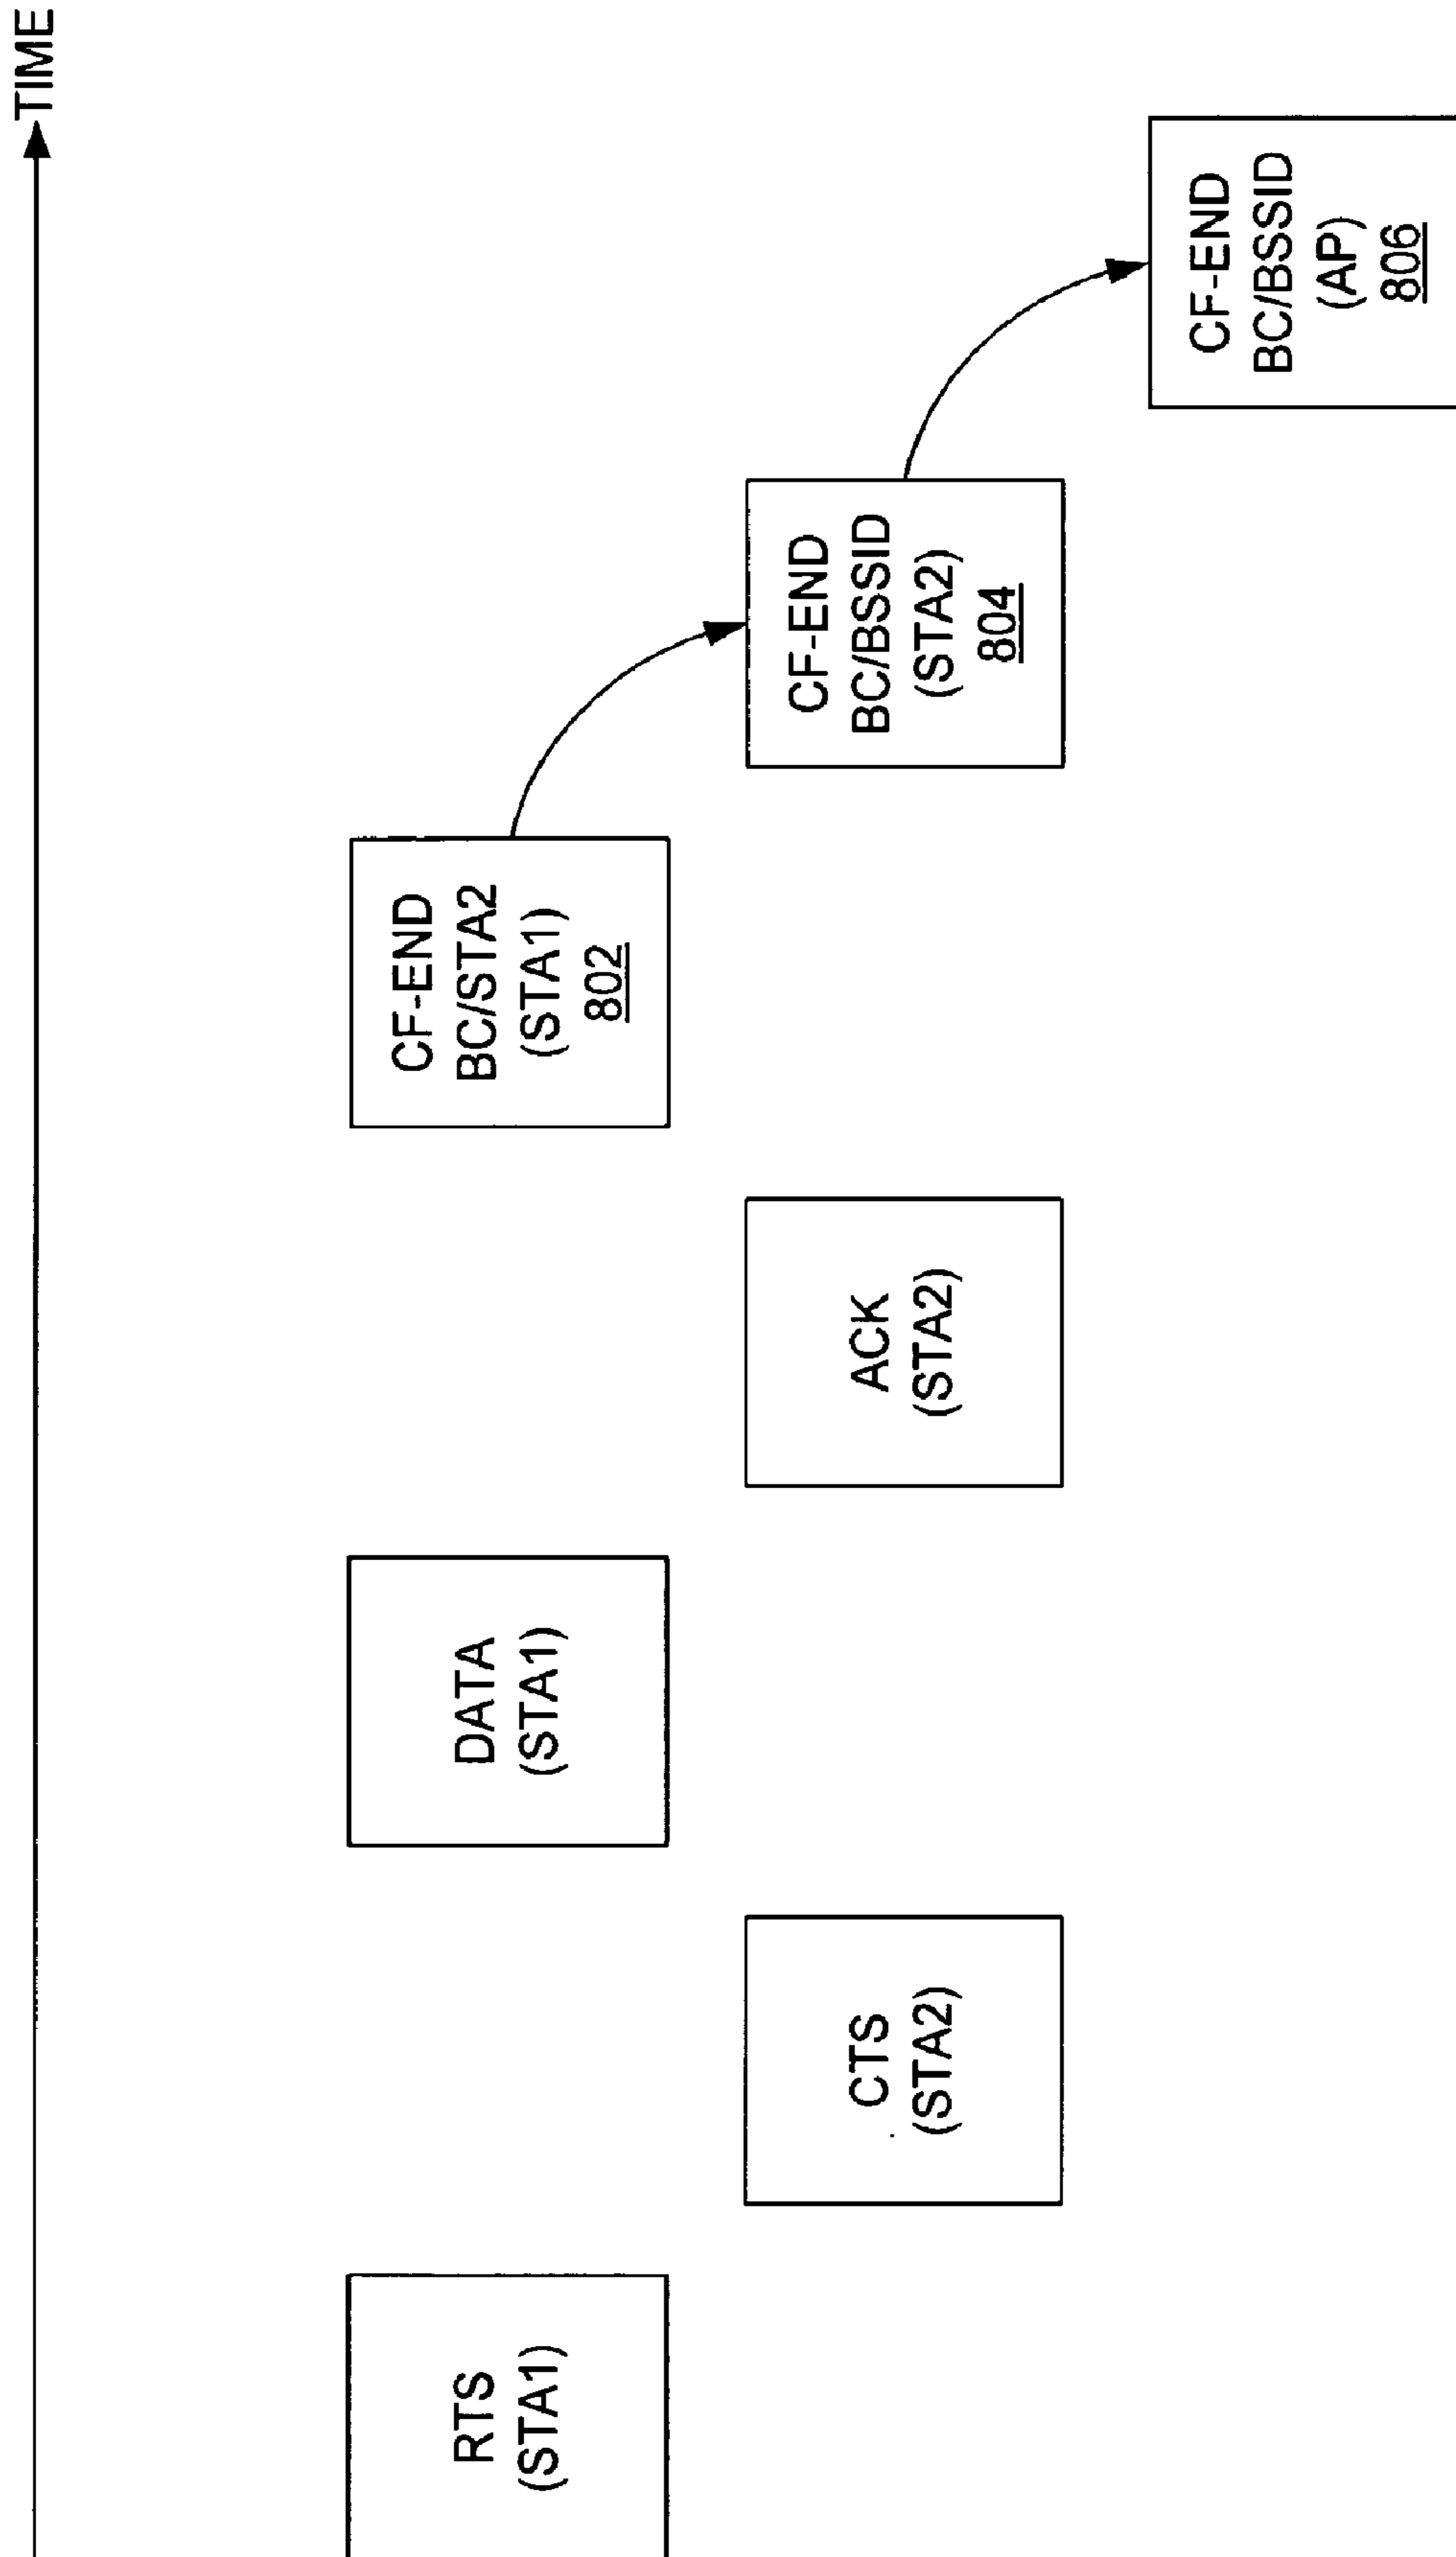 TIME
RTS
(STA1)
CTS
(STA2)
DATA
(STA1)
ACK
(STA2)
CF-END
BC/STA2
(STA1)
802
CF-END
BC/BSSID
(STA2)
804
CF-END
BC/BSSID
(AP)
806